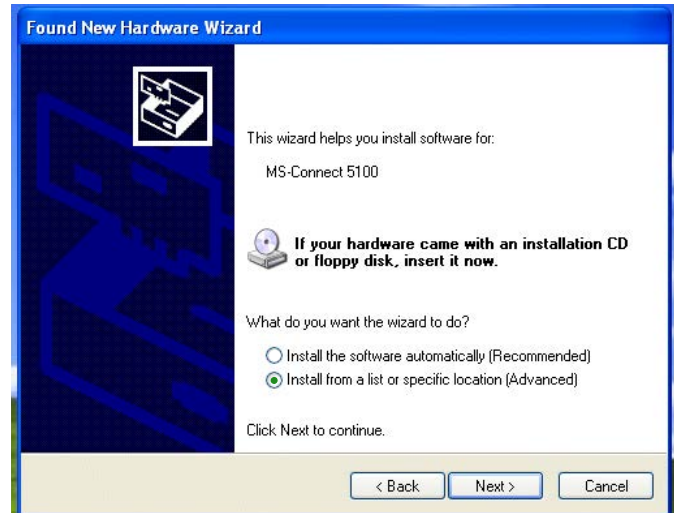 Found New Hardware Wizard
This wizard helps you install software for:
MS-Connect 5100
If your hardware came with an installation CD
or floppy disk, insert it now.
What do you want the wizard to do?
Install the software automatically (Recommended)
Install from a list or specific location (Advanced)
Click Next to continue.
< Back Next > Cancel